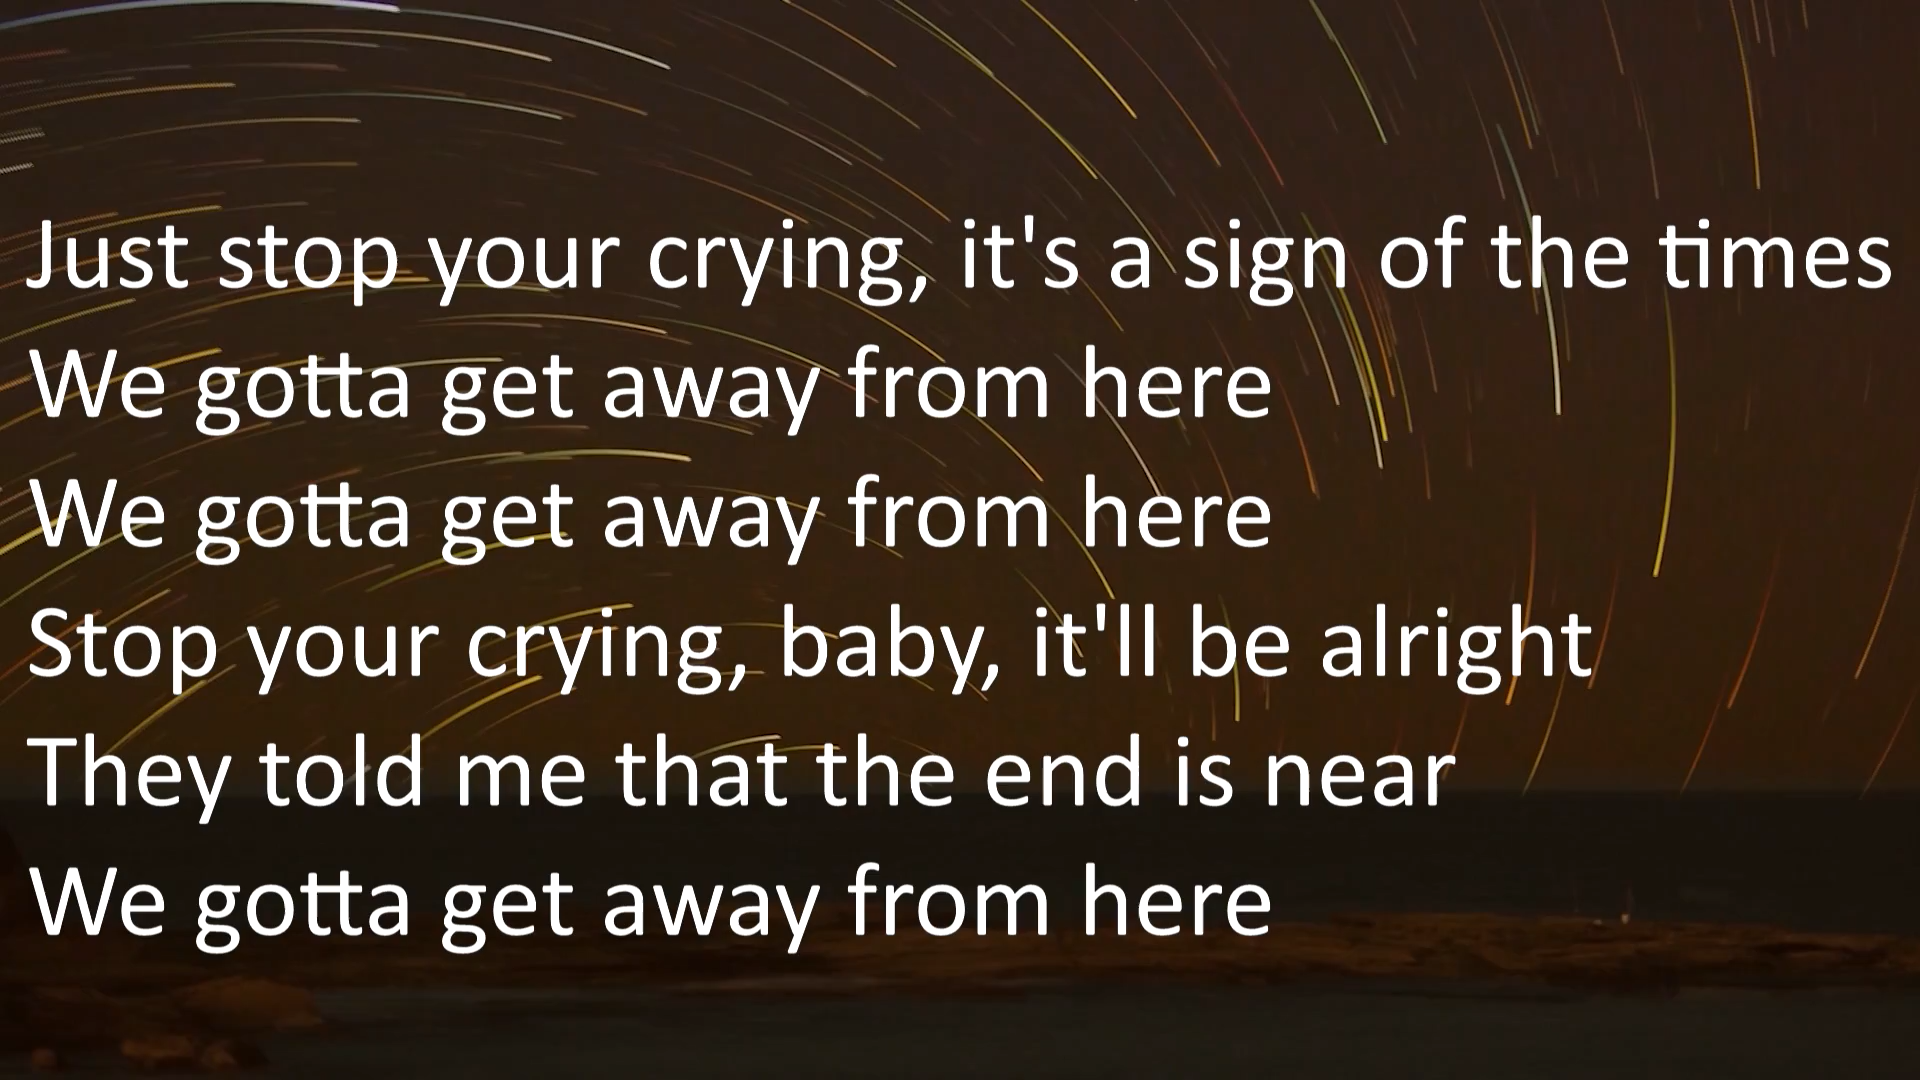 Just stop your crying, it's a sign of the times
We gotta get away from here
We gotta get away from here
Stop your crying, baby, it'll be alright
They told me that the end is near
We gotta get away from here